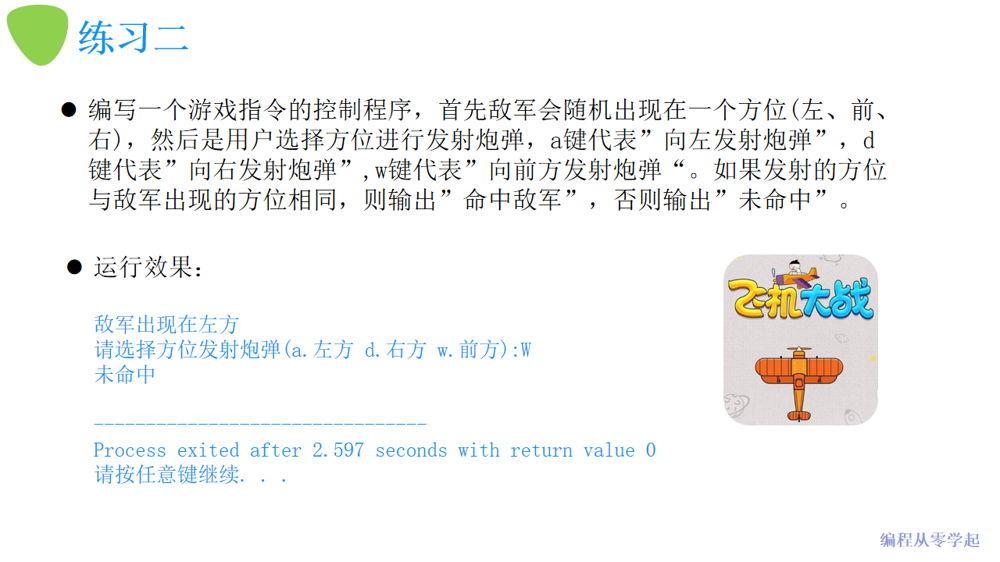 练习二
● 编写一个游戏指令的控制程序，首先敌军会随机出现在一个方位(左、前、
右)，然后是用户选择方位进行发射炮弹，a键代表”向左发射炮弹”，d
键代表”向右发射炮弹”,w键代表”向前方发射炮弹“。如果发射的方位
与敌军出现的方位相同，则输出”命中敌军”，否则输出”未命中”。
● 运行效果：
敌军出现在左方
请选择方位发射炮弹(a.左方 d.右方 w.前方):W
未命中
--------------------------------
Process exited after 2.597 seconds with return value 0
请按任意键继续. . .
飞机大战
编程从零学起